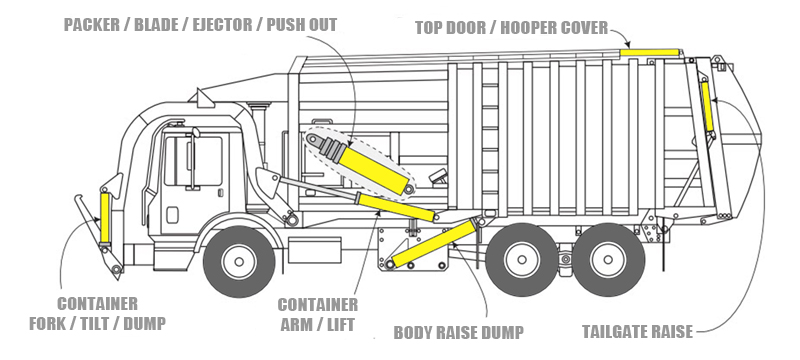 PACKER / BLADE / EJECTOR / PUSH OUT
TOP DOOR / HOOPER COVER
CONTAINER
FORK / TILT / DUMP
CONTAINER
ARM / LIFT
BODY RAISE DUMP
TAILGATE RAISE